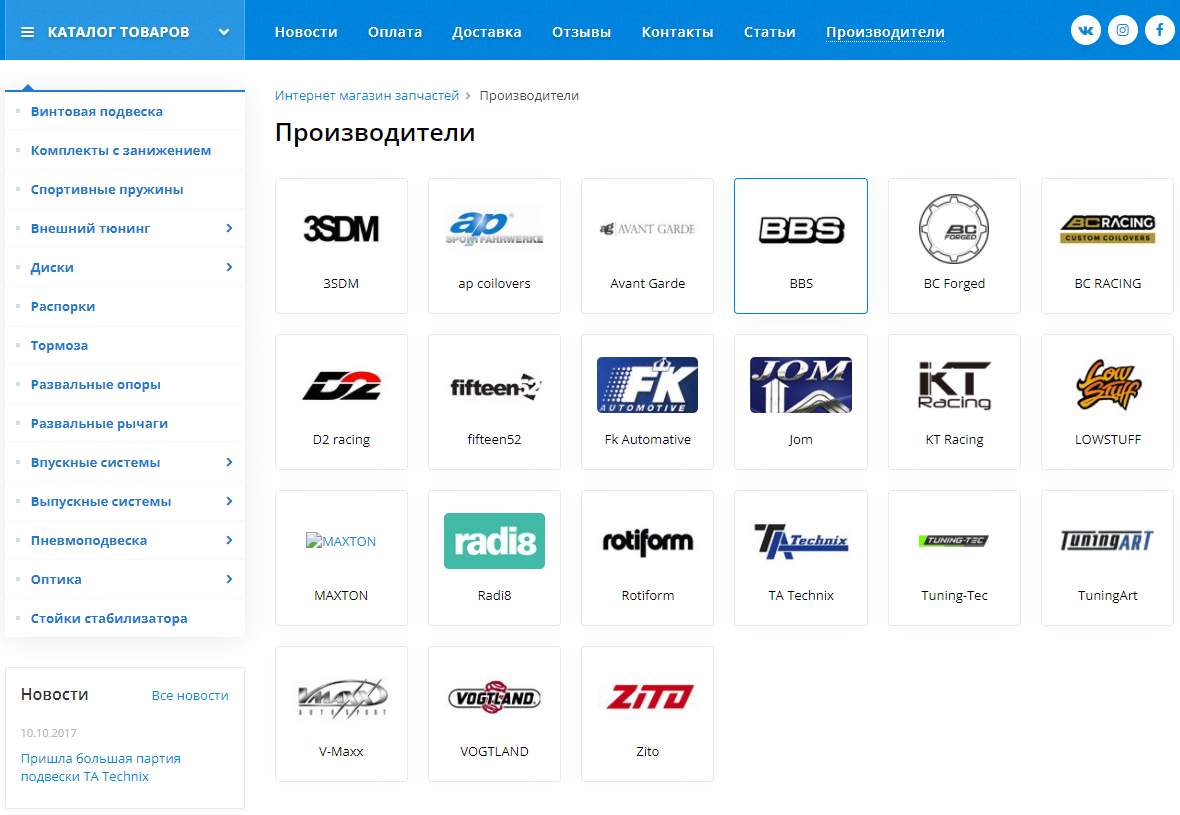 КАТАЛОГ ТОВАРОВ
Новости
Оплата
Доставка
Отзывы
Контакты
Статьи
Производители
Винтовая подвеска
Комплекты с занижением
Спортивные пружины
Внешний тюнинг
Диски
Распорки
Тормоза
Развальные опоры
Развальные рычаги
Впускные системы
Выпускные системы
Пневмоподвеска
Оптика
Стойки стабилизатора
Новости
Все новости
10.10.2017
Пришла большая партия
подвески TA Technix
Интернет магазин запчастей > Производители
Производители
3SDM
3SDM
ap
SPORTFAHRWERKE
ap coilovers
ag AVANT GARDE
Avant Garde
BBS
BBS
BC
FORGED
BC Forged
BC RACING
CUSTOM COILOVERS
BC RACING
D2
D2 racing
fifteen52
fifteen52
FK
AUTOMOTIVE
Fk Automative
JOM
Jom
KT
Racing
KT Racing
Low
Stuff
LOWSTUFF
MAXTON
MAXTON
radi8
Radi8
rotiform
Rotiform
TA Technix
TA Technix
TUNING-TEC
Tuning-Tec
TUNINGART
TuningArt
V-MAXX
AUTOSPORT
V-Maxx
VOGTLAND
VOGTLAND
ZITO
Zito